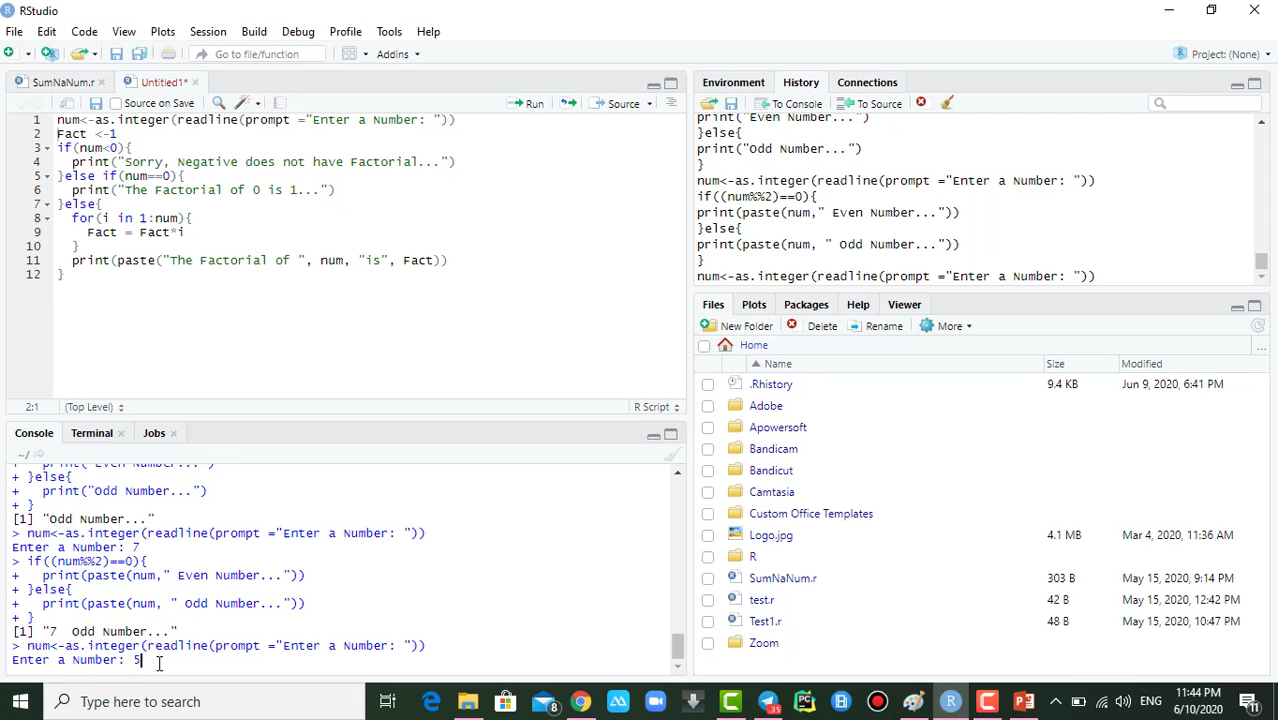 RStudio
File Edit Code View Plots Session Build Debug Profile Tools Help
Go to file/function Addins Project: (None)
SumNaNum.r Untitled1*
Source on Save Run Source
1 num<-as.integer(readline(prompt ="Enter a Number: "))
2 Fact <-1
3 if(num<0){
4 print("Sorry, Negative does not have Factorial...")
5 }else if(num==0){
6 print("The Factorial of 0 is 1...")
7 }else{
8 for(i in 1:num){
9 Fact = Fact*i
10 }
11 print(paste("The Factorial of ", num, "is", Fact))
12 }
2:1 (Top Level) R Script
Console Terminal Jobs
~/
+ print("Even Number...")
+ }else{
+ print("Odd Number...")
+ }
[1] "Odd Number..."
> num<-as.integer(readline(prompt ="Enter a Number: "))
Enter a Number: 7
> if((num%%2)==0){
+ print(paste(num," Even Number..."))
+ }else{
+ print(paste(num, " Odd Number..."))
+ }
[1] "7  Odd Number..."
> num<-as.integer(readline(prompt ="Enter a Number: "))
Enter a Number: 5
Environment History Connections
To Console To Source
print("Even Number...")
}else{
print("Odd Number...")
}
num<-as.integer(readline(prompt ="Enter a Number: "))
if((num%%2)==0){
print(paste(num," Even Number..."))
}else{
print(paste(num, " Odd Number..."))
}
num<-as.integer(readline(prompt ="Enter a Number: "))
Files Plots Packages Help Viewer
New Folder Delete Rename More
Home ...
Name Size Modified
.Rhistory 9.4 KB Jun 9, 2020, 6:41 PM
Adobe
Apowersoft
Bandicam
Bandicut
Camtasia
Custom Office Templates
Logo.jpg 4.1 MB Mar 4, 2020, 11:36 AM
R
SumNaNum.r 303 B May 15, 2020, 9:14 PM
test.r 42 B May 15, 2020, 12:42 PM
Test1.r 48 B May 15, 2020, 10:47 PM
Zoom
Type here to search
8 35 PC R P ENG 11:44 PM
6/10/2020 11